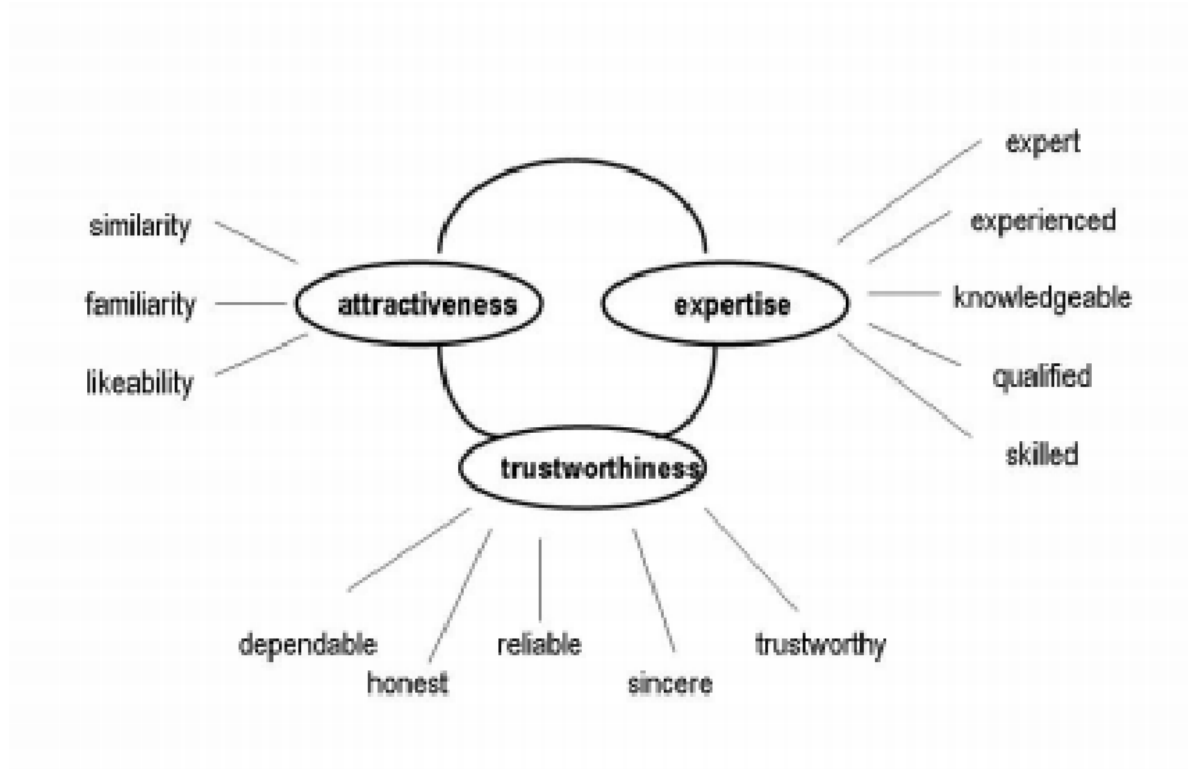 expert
similarity
experienced
familiarity
attractiveness
expertise
knowledgeable
likeability
qualified
trustworthiness
skilled
dependable
reliable
trustworthy
honest
sincere